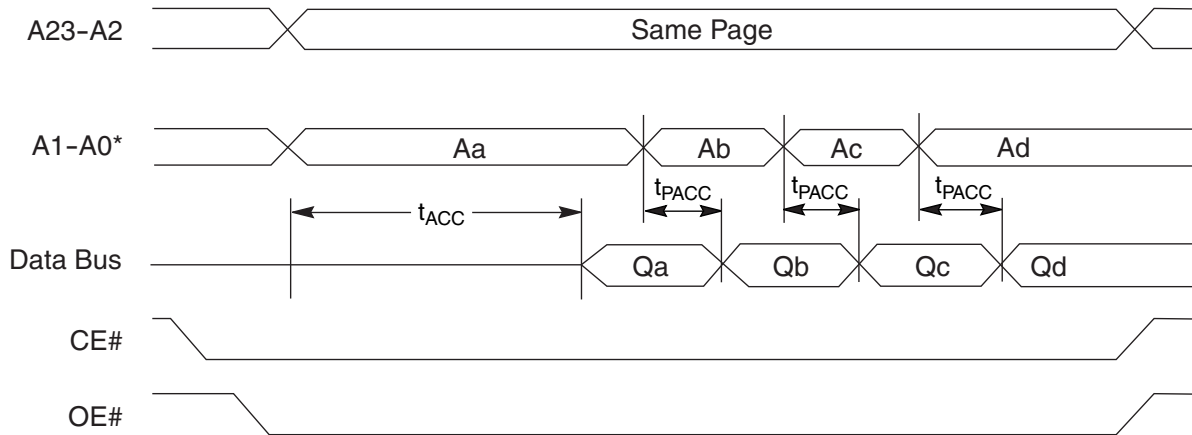 A23-A2 Same Page
A1-A0* Aa Ab Ac Ad
tACC tPACC tPACC tPACC
Data Bus Qa Qb Qc Qd
CE#
OE#